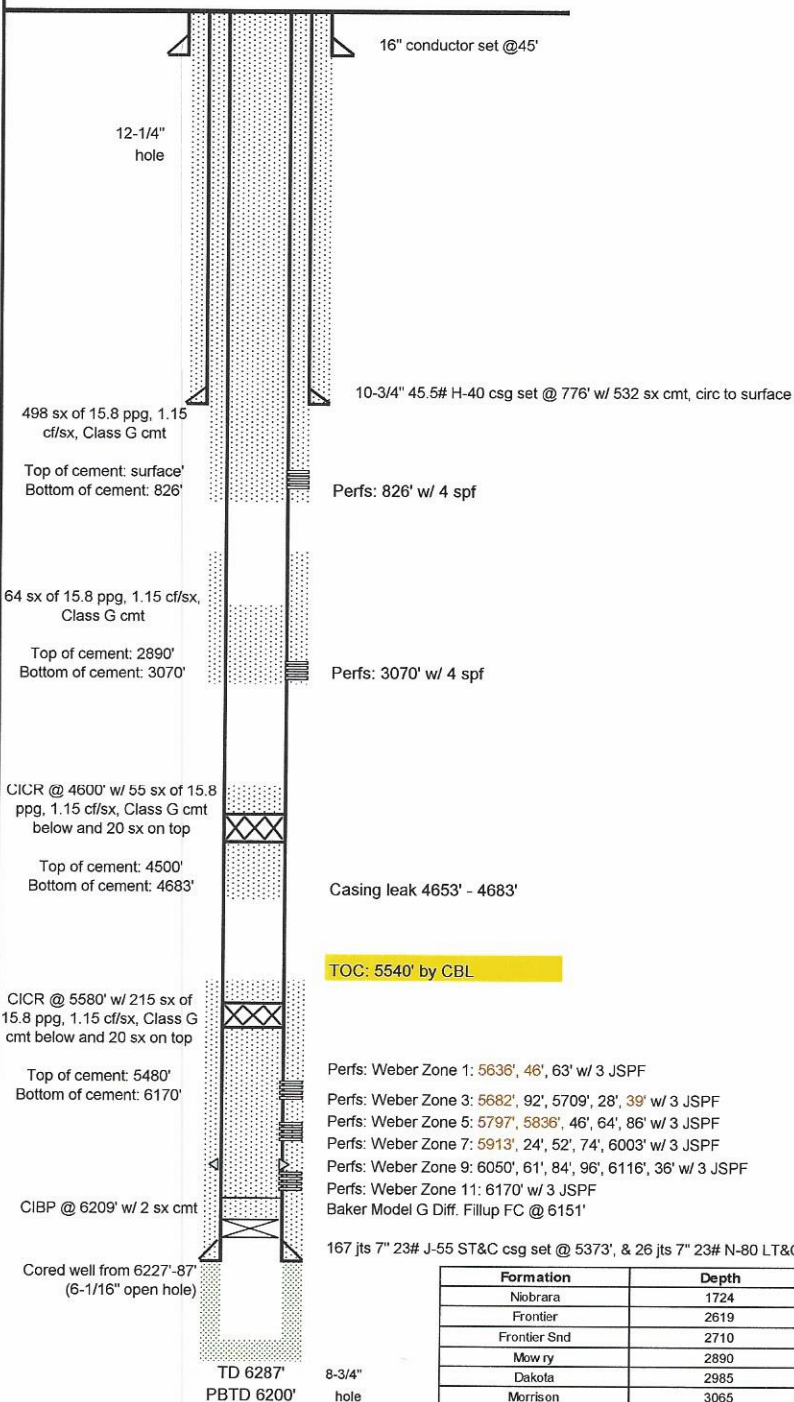 16" conductor set @45'
12-1/4"
hole
10-3/4" 45.5# H-40 csg set @ 776' w/ 532 sx cmt, circ to surface
498 sx of 15.8 ppg, 1.15
cf/sx, Class G cmt
Top of cement: surface'
Bottom of cement: 826'
Perfs: 826' w/ 4 spf
64 sx of 15.8 ppg, 1.15 cf/sx,
Class G cmt
Top of cement: 2890'
Bottom of cement: 3070'
Perfs: 3070' w/ 4 spf
CICR @ 4600' w/ 55 sx of 15.8
ppg, 1.15 cf/sx, Class G cmt
below and 20 sx on top
Top of cement: 4500'
Bottom of cement: 4683'
Casing leak 4653' - 4683'
TOC: 5540' by CBL
CICR @ 5580' w/ 215 sx of
15.8 ppg, 1.15 cf/sx, Class G
cmt below and 20 sx on top
Top of cement: 5480'
Bottom of cement: 6170'
Perfs: Weber Zone 1: 5636', 46', 63' w/ 3 JSPF
Perfs: Weber Zone 3: 5682', 92', 5709', 28', 39' w/ 3 JSPF
Perfs: Weber Zone 5: 5797', 5836', 46', 64', 86' w/ 3 JSPF
Perfs: Weber Zone 7: 5913', 24', 52', 74', 6003' w/ 3 JSPF
Perfs: Weber Zone 9: 6050', 61', 84', 96', 6116', 36' w/ 3 JSPF
Perfs: Weber Zone 11: 6170' w/ 3 JSPF
CIBP @ 6209' w/ 2 sx cmt
Baker Model G Diff. Fillup FC @ 6151'
167 jts 7" 23# J-55 ST&C csg set @ 5373', & 26 jts 7" 23# N-80 LT&C
Cored well from 6227'-87'
(6-1/16" open hole)
TD 6287'
PBTD 6200'
8-3/4"
hole
Formation Depth
Niobrara 1724
Frontier 2619
Frontier Snd 2710
Mowry 2890
Dakota 2985
Morrison 3065